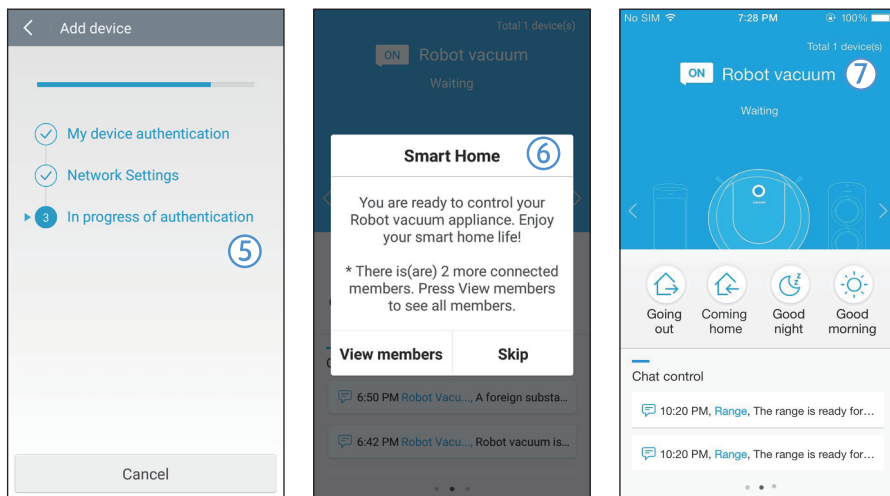 Add device
My device authentication
Network Settings
3 In progress of authentication
⑤
Cancel
Total 1 device(s)
ON Robot vacuum
Waiting
Smart Home ⑥
You are ready to control your
Robot vacuum appliance. Enjoy
your smart home life!
* There is(are) 2 more connected
members. Press View members
to see all members.
View members Skip
6:50 PM Robot Vacu..., A foreign substa...
6:42 PM Robot Vacu..., Robot vacuum is...
No SIM 7:28 PM 100%
Total 1 device(s)
ON Robot vacuum ⑦
Waiting
Going out
Coming home
Good night
Good morning
Chat control
10:20 PM, Range, The range is ready for...
10:20 PM, Range, The range is ready for...